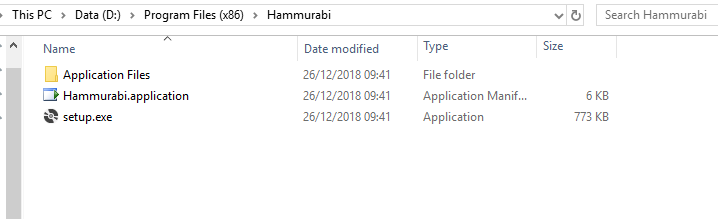 This PC > Data (D:) > Program Files (x86) > Hammurabi
Search Hammurabi
Name Date modified Type Size
Application Files 26/12/2018 09:41 File folder
Hammurabi.application 26/12/2018 09:41 Application Manif... 6 KB
setup.exe 26/12/2018 09:41 Application 773 KB